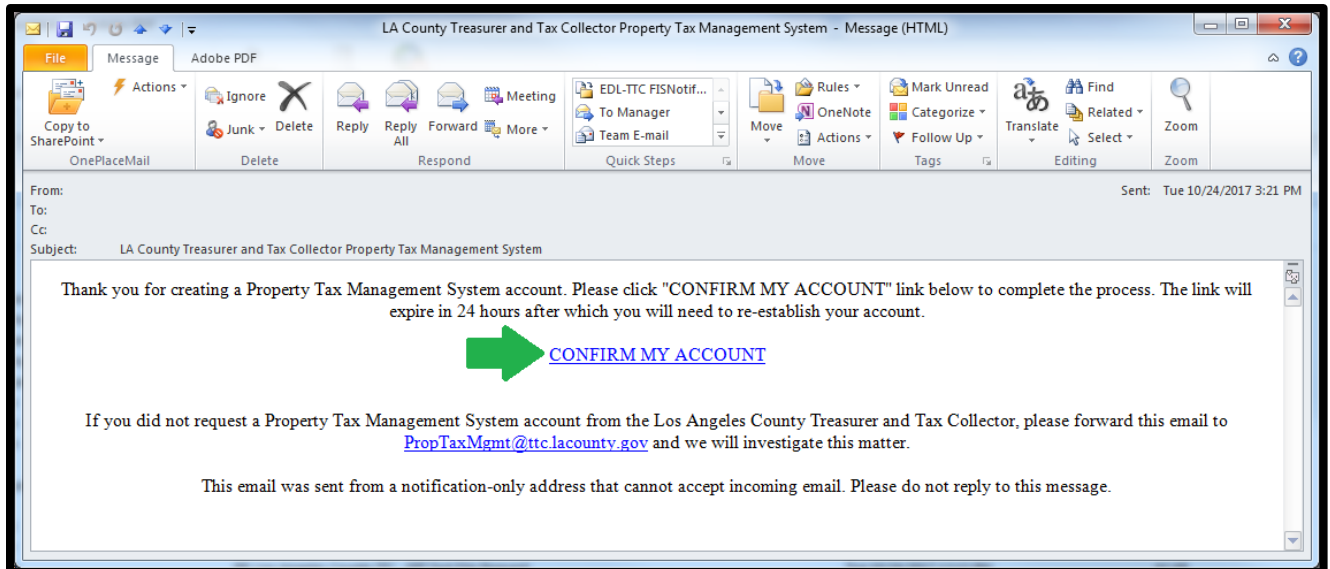 LA County Treasurer and Tax Collector Property Tax Management System - Message (HTML)
File Message Adobe PDF
Copy to SharePoint
Actions
OnePlaceMail
Ignore
Junk
Delete
Delete
Reply
Reply All
Forward
Meeting
More
Respond
EDL-TTC FISNotif...
To Manager
Team E-mail
Quick Steps
Move
Rules
OneNote
Actions
Move
Mark Unread
Categorize
Follow Up
Tags
Translate
Find
Related
Select
Editing
Zoom
Zoom
From:
Sent: Tue 10/24/2017 3:21 PM
To:
Cc:
Subject: LA County Treasurer and Tax Collector Property Tax Management System
Thank you for creating a Property Tax Management System account. Please click "CONFIRM MY ACCOUNT" link below to complete the process. The link will
expire in 24 hours after which you will need to re-establish your account.
CONFIRM MY ACCOUNT
If you did not request a Property Tax Management System account from the Los Angeles County Treasurer and Tax Collector, please forward this email to
PropTaxMgmt@ttc.lacounty.gov and we will investigate this matter.
This email was sent from a notification-only address that cannot accept incoming email. Please do not reply to this message.